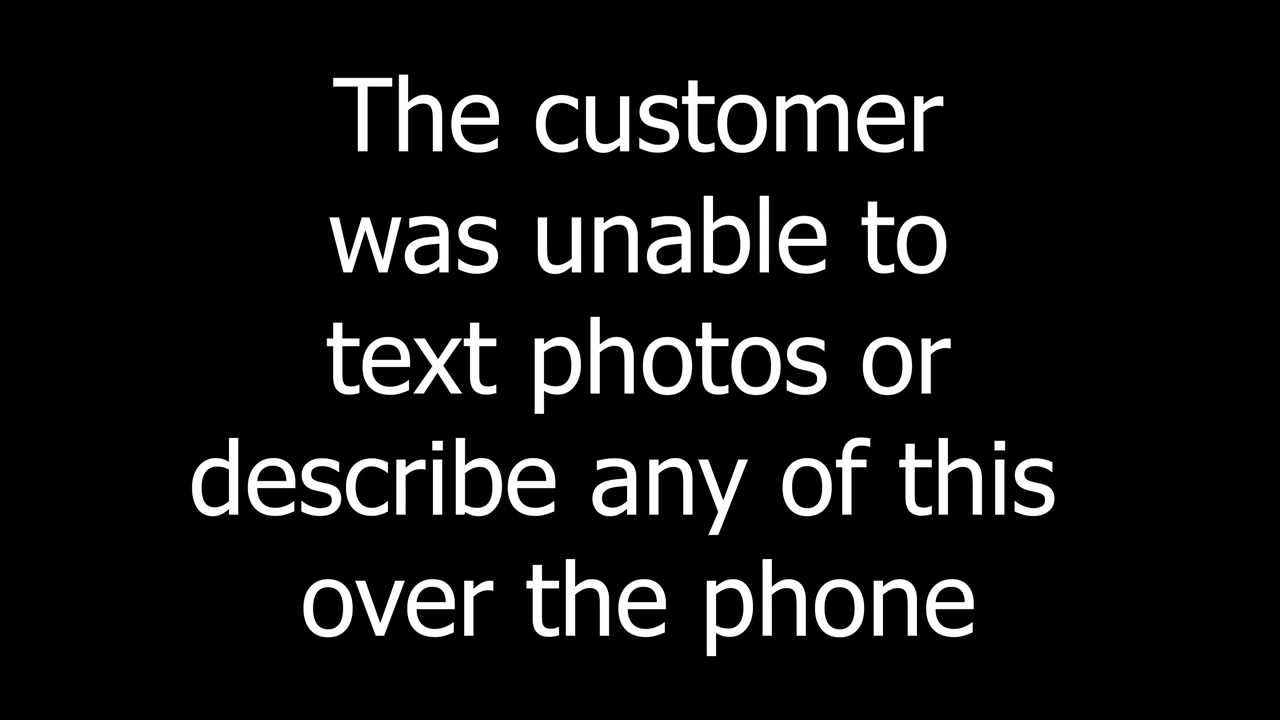 The customer
was unable to
text photos or
describe any of this
over the phone